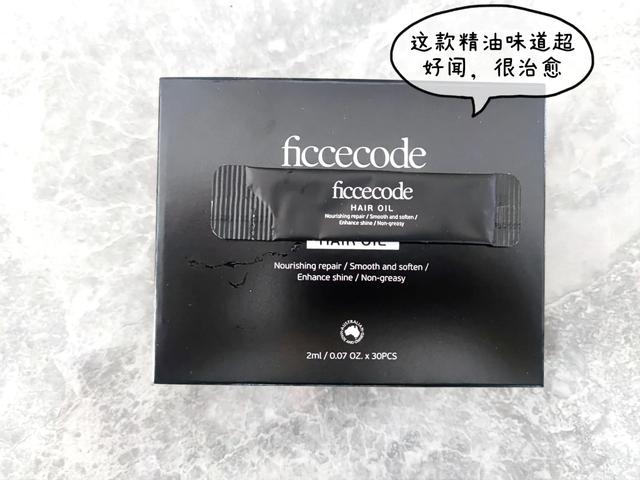 这款精油味道超
好闻，很治愈
ficcecode
ficcecode
HAIR OIL
Nourishing repair / Smooth and soften /
Enhance shine / Non-greasy
HAIR OIL
Nourishing repair / Smooth and soften /
Enhance shine / Non-greasy
2ml / 0.07 OZ. x 30PCS